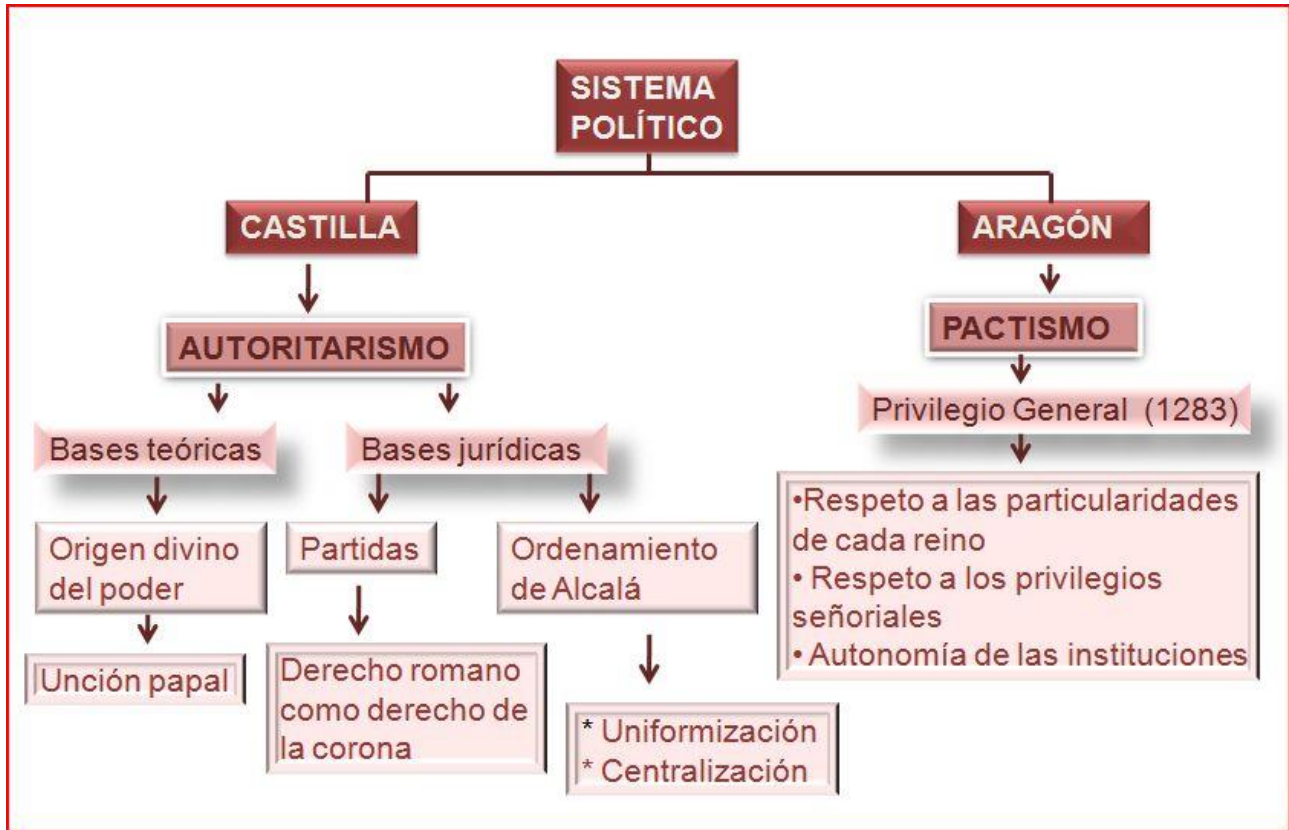 SISTEMA
POLÍTICO
CASTILLA
ARAGÓN
AUTORITARISMO
PACTISMO
Bases teóricas
Bases jurídicas
Privilegio General (1283)
Origen divino
del poder
Partidas
Ordenamiento
de Alcalá
•Respeto a las particularidades
de cada reino
• Respeto a los privilegios
señoriales
• Autonomía de las instituciones
Unción papal
Derecho romano
como derecho de
la corona
* Uniformización
* Centralización